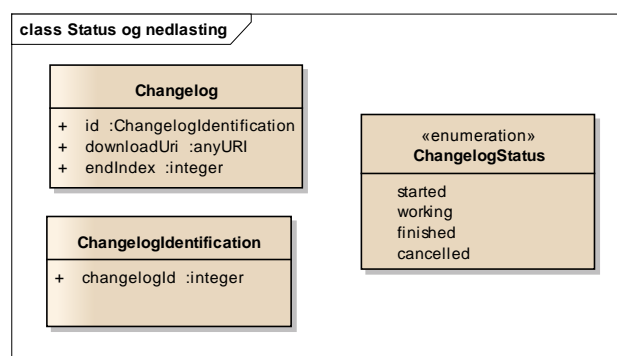 class Status og nedlasting
Changelog
+ id :ChangelogIdentification
+ downloadUri :anyURI
+ endIndex :integer
«enumeration»
ChangelogStatus
started
working
finished
cancelled
ChangelogIdentification
+ changelogId :integer